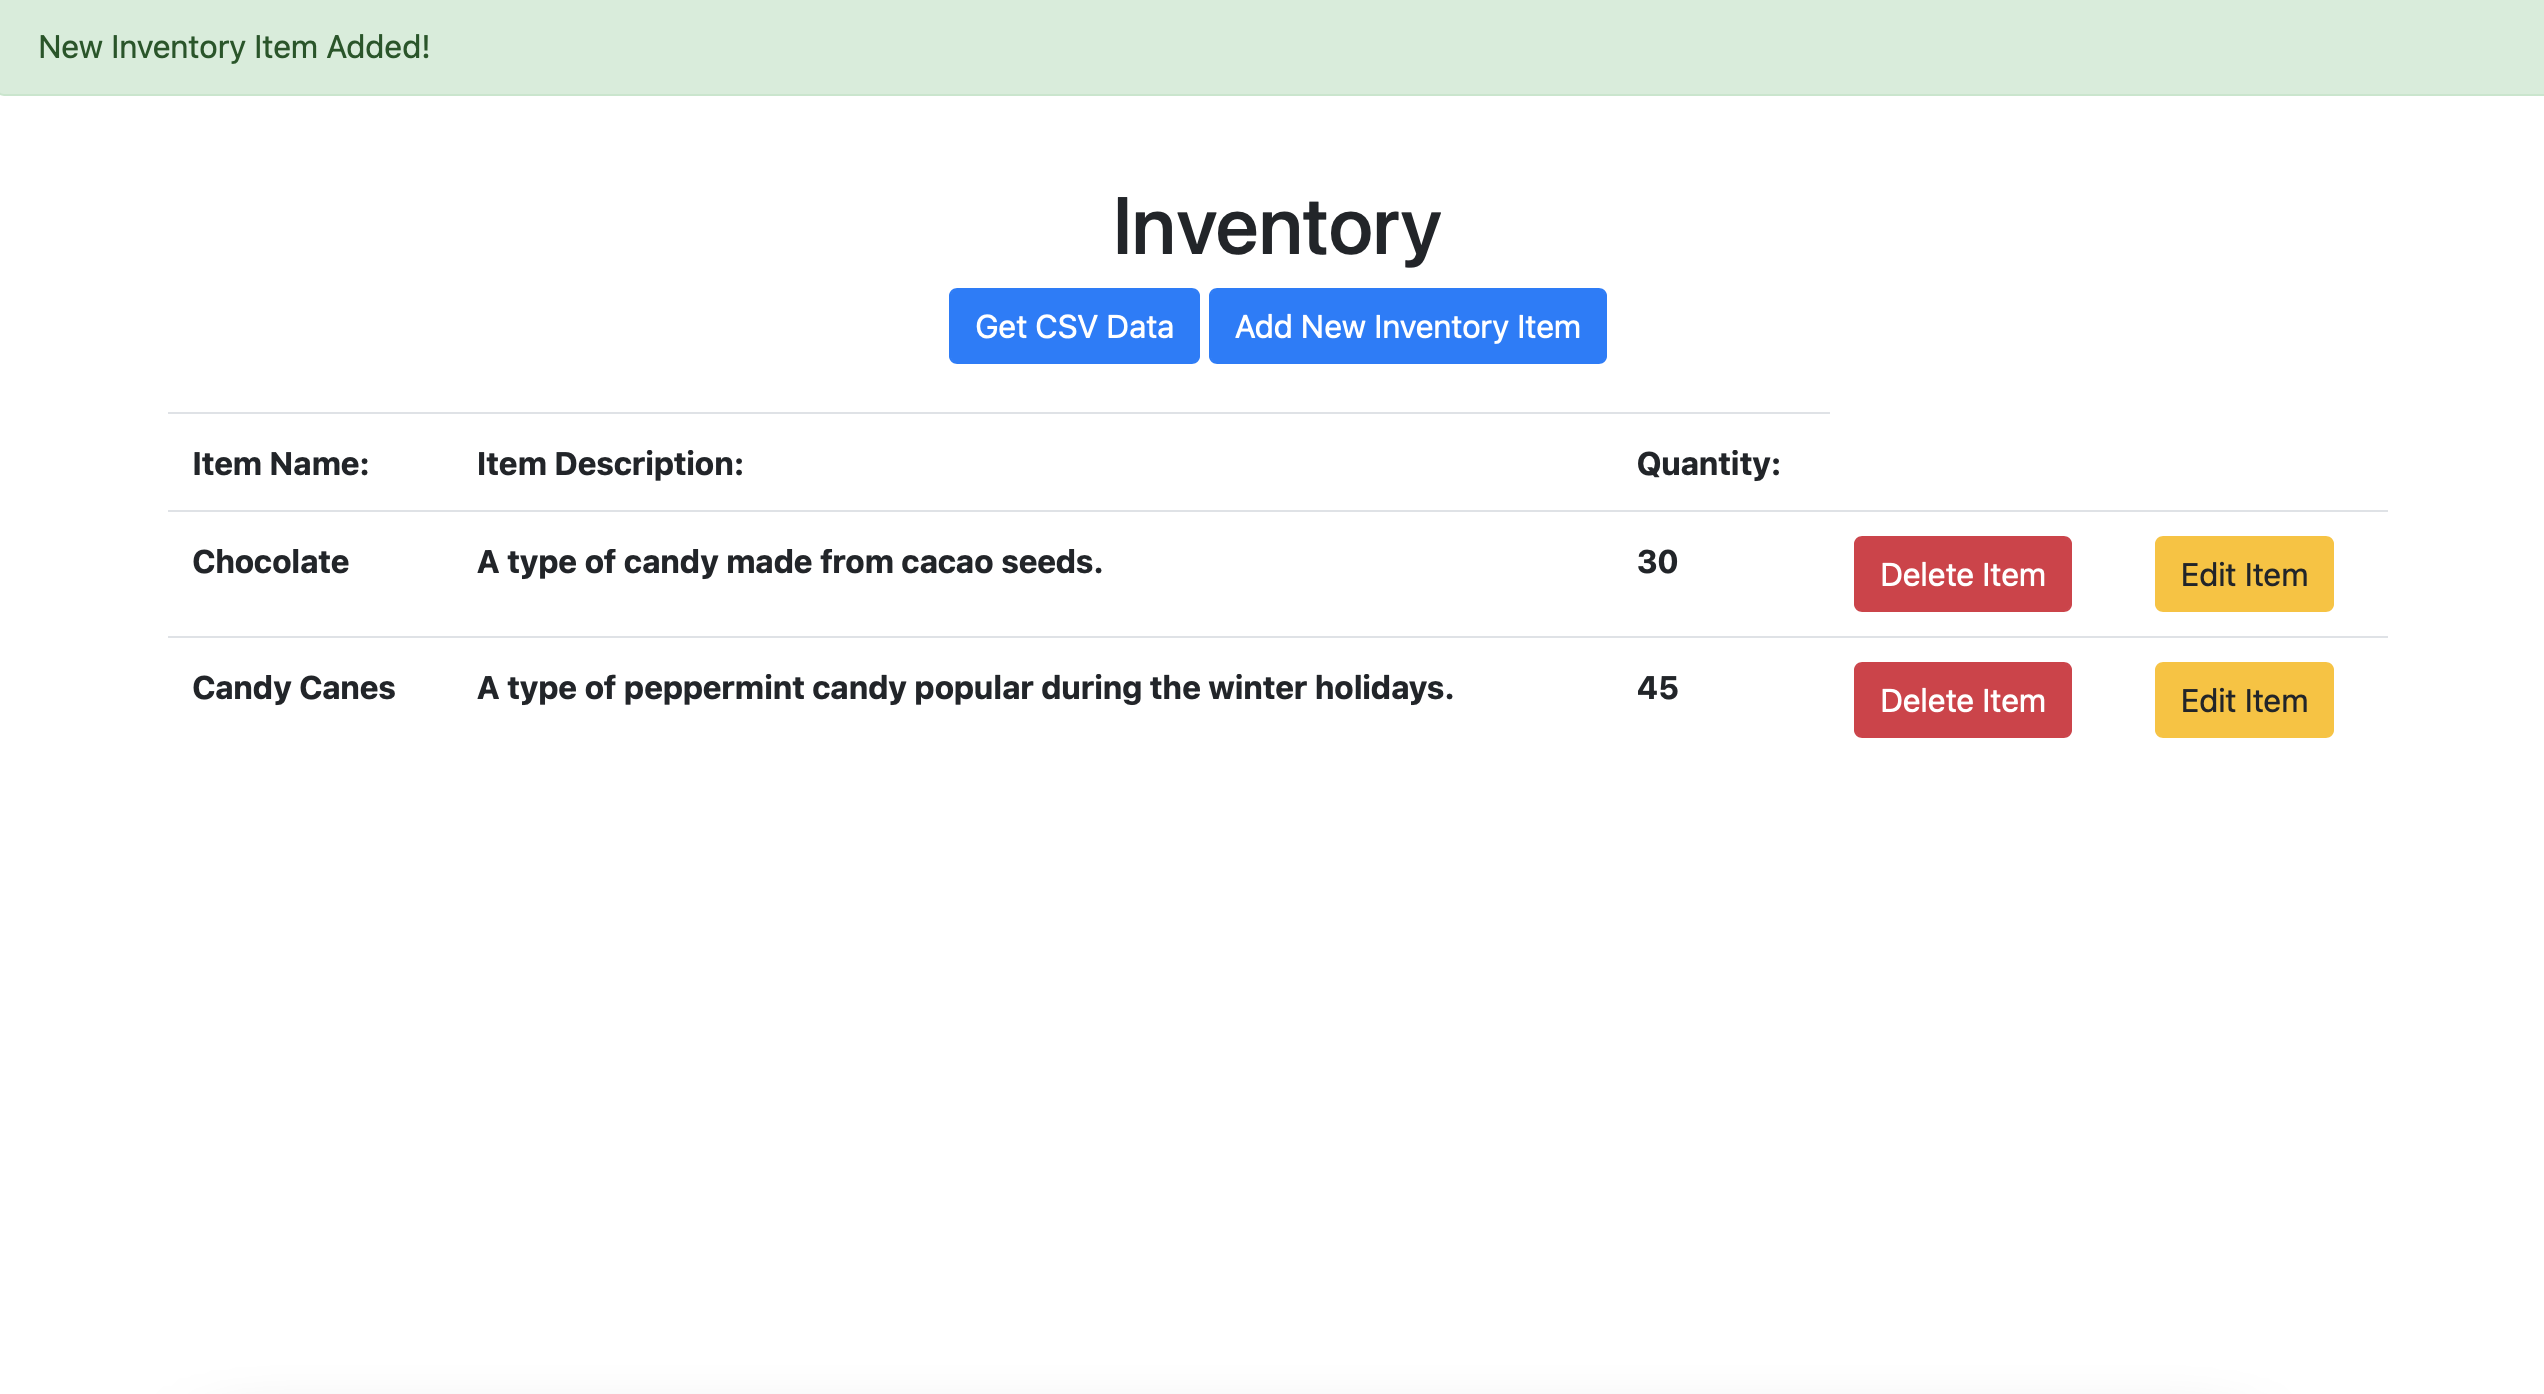 New Inventory Item Added!
Inventory
Get CSV Data Add New Inventory Item
Item Name: Item Description: Quantity:
Chocolate A type of candy made from cacao seeds. 30 Delete Item Edit Item
Candy Canes A type of peppermint candy popular during the winter holidays. 45 Delete Item Edit Item